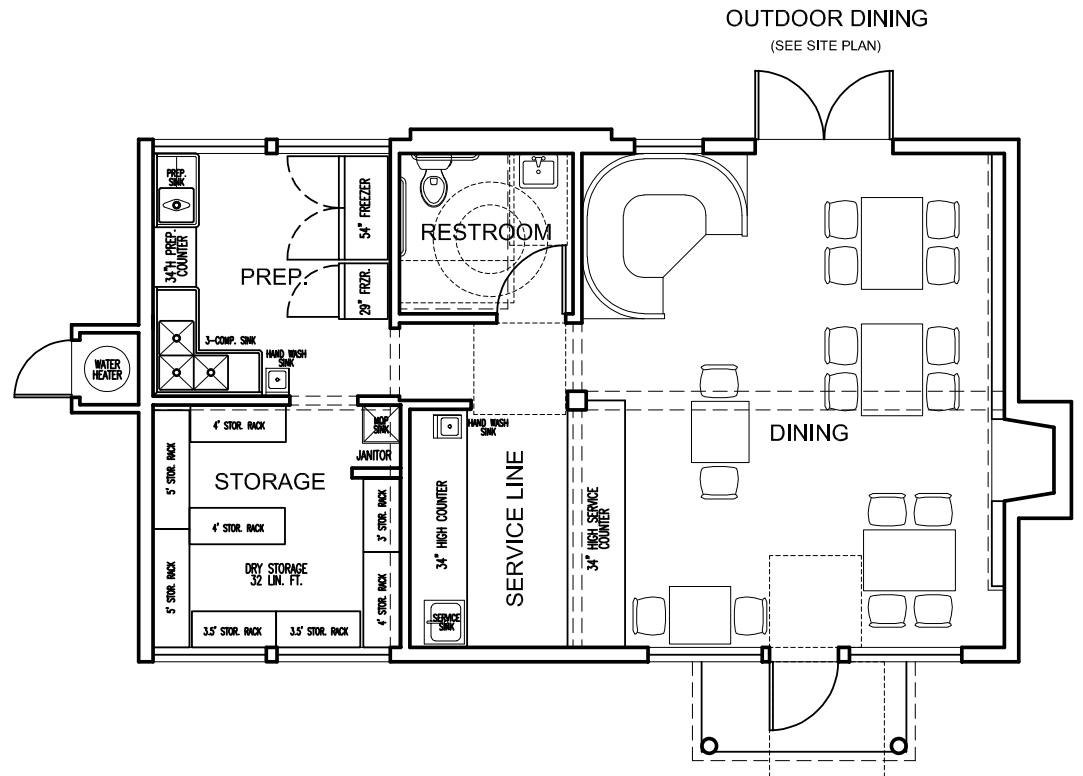 OUTDOOR DINING
(SEE SITE PLAN)
PREP.
SINK
34"H PREP.
COUNTER
PREP.
54" FREEZER
29" FRZR.
RESTROOM
3-COMP. SINK
HAND WASH
SINK
WATER
HEATER
4' STOR. RACK
MOP
SINK
JANITOR
5' STOR. RACK
STORAGE
4' STOR. RACK
3' STOR. RACK
DRY STORAGE
32 LIN. FT.
5' STOR. RACK
4' STOR. RACK
3.5' STOR. RACK
3.5' STOR. RACK
HAND WASH
SINK
34" HIGH COUNTER
SERVICE LINE
SERVICE
SINK
34" HIGH SERVICE
COUNTER
DINING